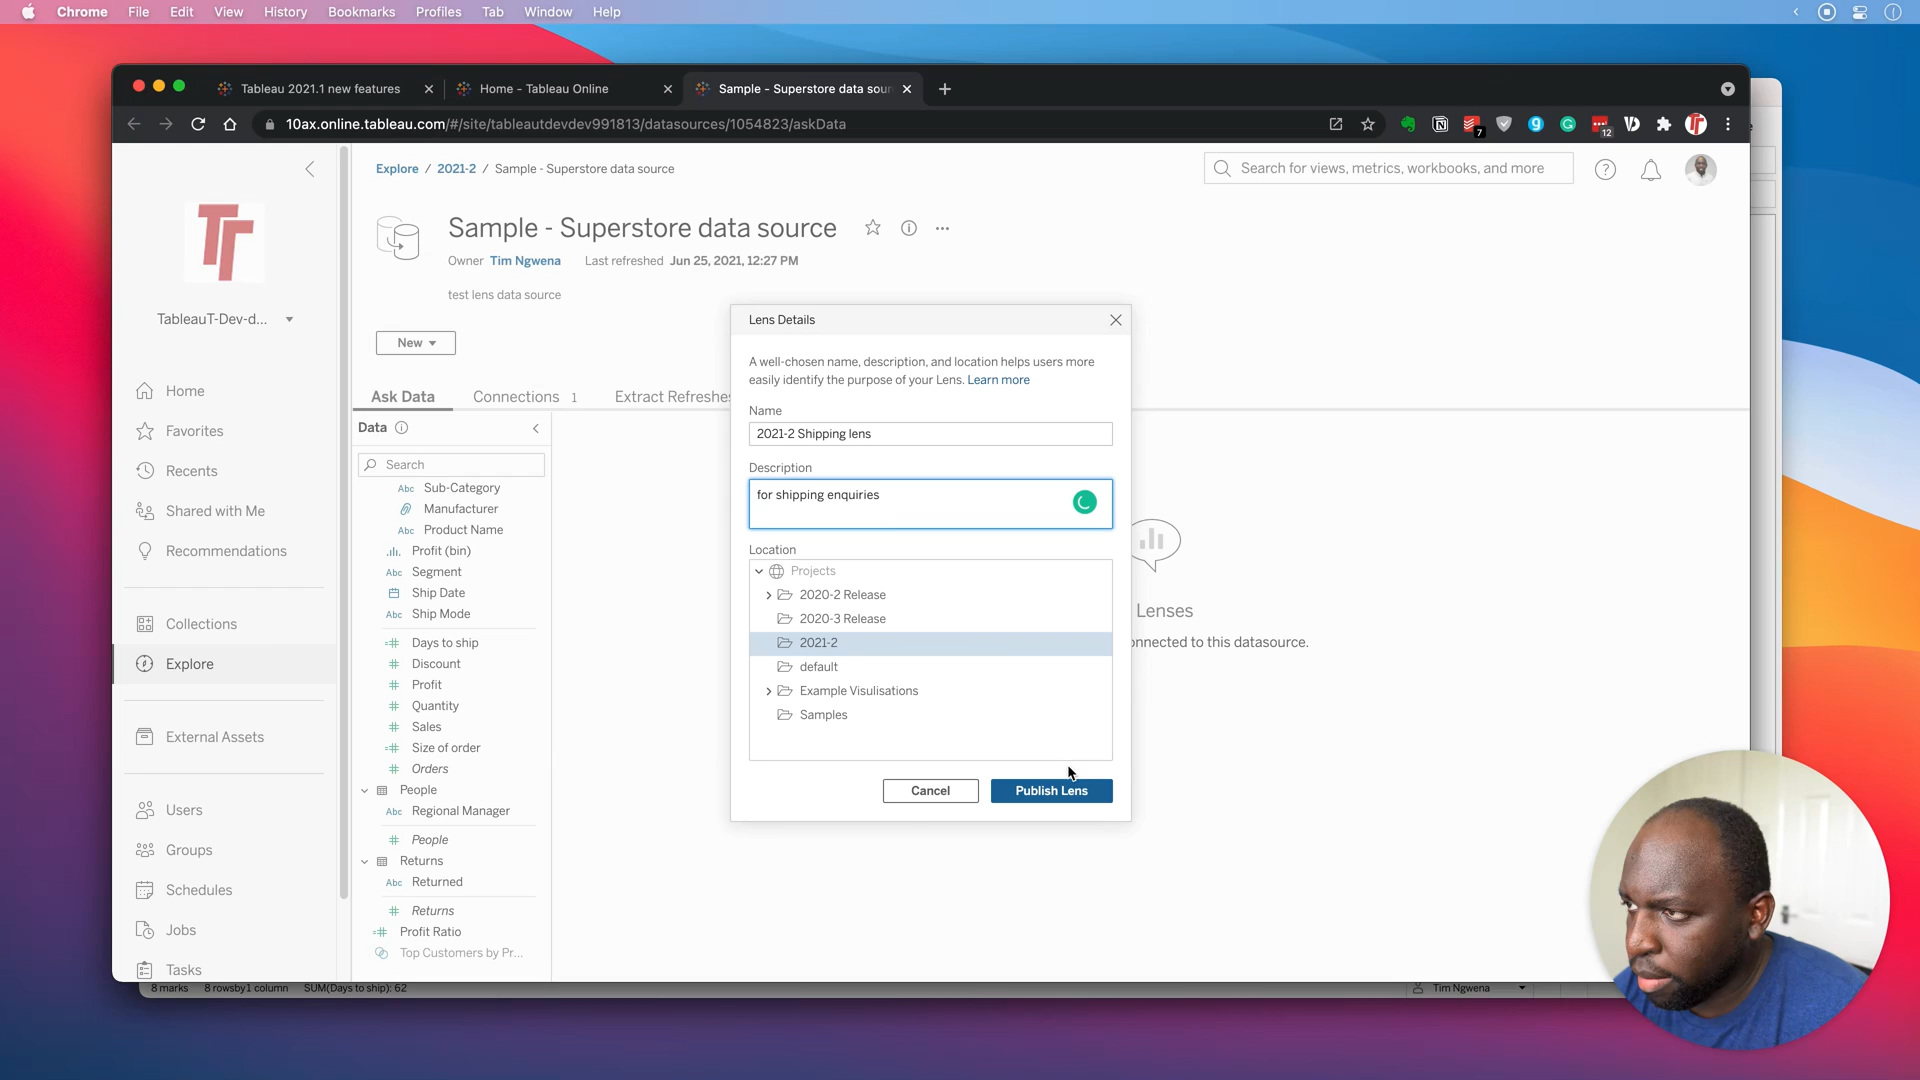 Chrome File Edit View History Bookmarks Profiles Tab Window Help
Tableau 2021.1 new features
Home - Tableau Online
Sample - Superstore data sour
10ax.online.tableau.com/#/site/tableautdevdev991813/datasources/1054823/askData
7
12
Explore / 2021-2 / Sample - Superstore data source
Search for views, metrics, workbooks, and more
Sample - Superstore data source
Owner Tim Ngwena Last refreshed Jun 25, 2021, 12:27 PM
test lens data source
New
TableauT-Dev-d...
Home
Favorites
Recents
Shared with Me
Recommendations
Collections
Explore
External Assets
Users
Groups
Schedules
Jobs
Tasks
Ask Data Connections 1 Extract Refreshes
Data
Search
Abc Sub-Category
Manufacturer
Abc Product Name
Profit (bin)
Abc Segment
Ship Date
Abc Ship Mode
Days to ship
Discount
Profit
Quantity
Sales
Size of order
Orders
People
Abc Regional Manager
People
Returns
Abc Returned
Returns
Profit Ratio
Top Customers by Pr...
Lens Details
A well-chosen name, description, and location helps users more
easily identify the purpose of your Lens. Learn more
Name
2021-2 Shipping lens
Description
for shipping enquiries
Location
Projects
2020-2 Release
2020-3 Release
2021-2
default
Example Visulisations
Samples
Cancel
Publish Lens
Lenses
onnected to this datasource.
8 marks 8 rows by 1 column SUM(Days to ship): 62
Tim Ngwena